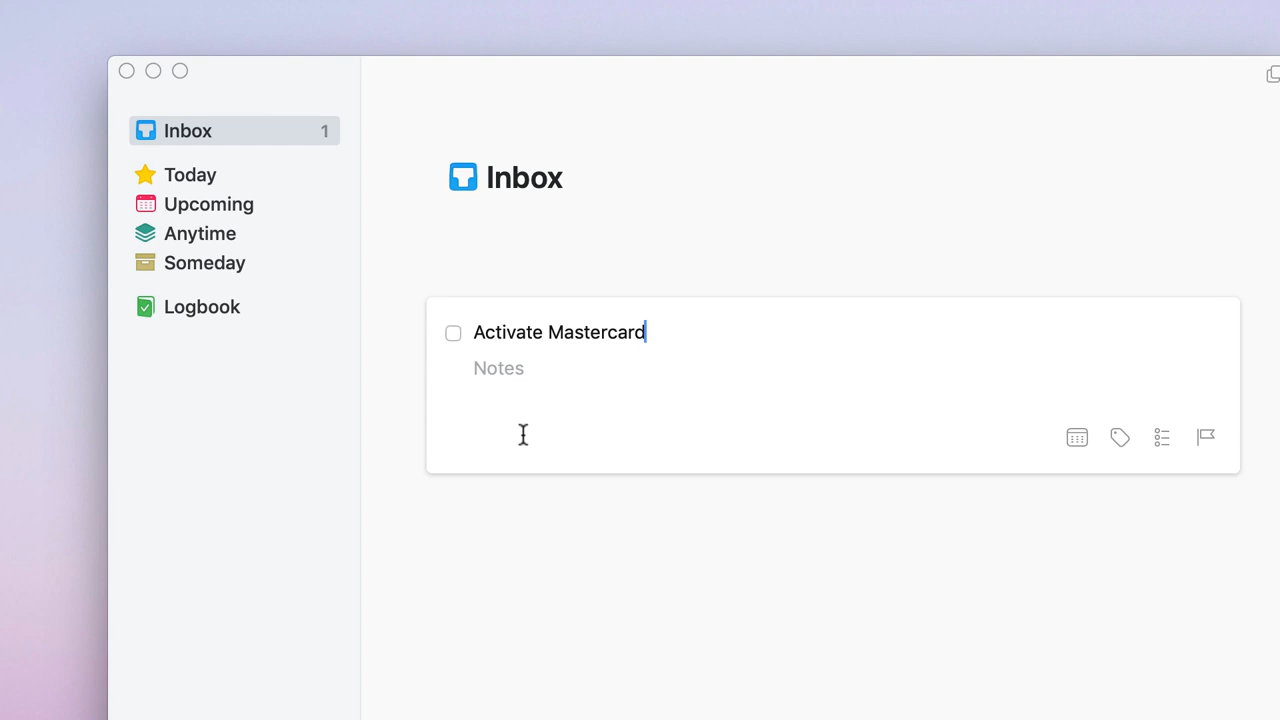 Inbox 1
Today
Upcoming
Anytime
Someday
Logbook
Inbox
Activate Mastercard
Notes